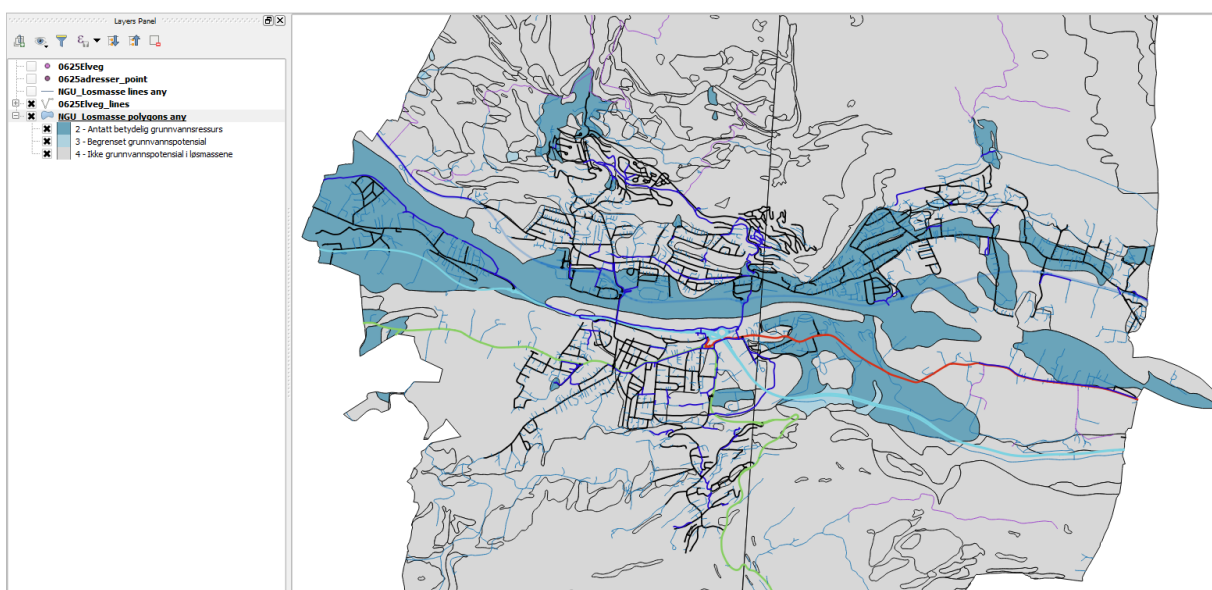 Layers Panel
0625Elveg
0625adresser_point
NGU_Losmasse lines any
0625Elveg_lines
NGU_Losmasse polygons any
2 - Antatt betydelig grunnvannsressurs
3 - Begrenset grunnvannspotensial
4 - Ikke grunnvannspotensial i løsmassene